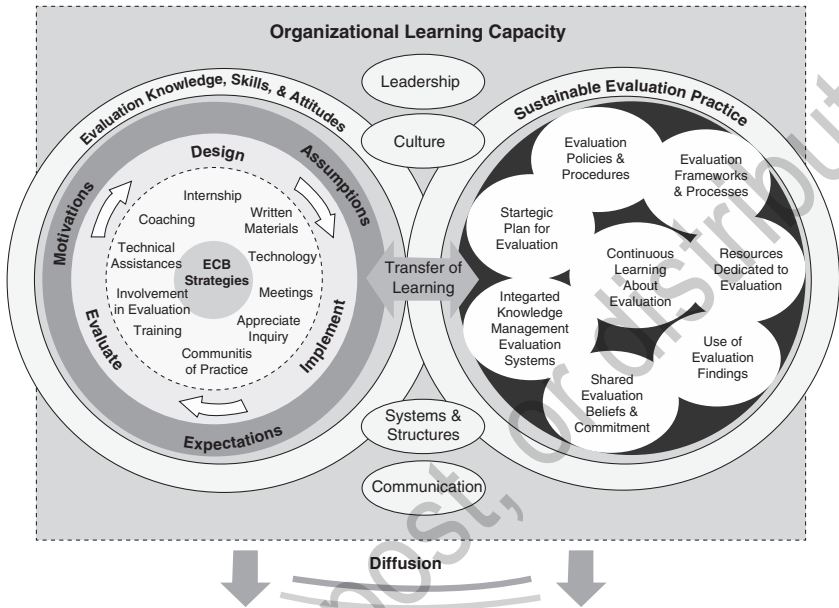 Organizational Learning Capacity
Leadership
Culture
Evaluation Knowledge, Skills, & Attitudes
Motivations
Assumptions
Expectations
Design
Implement
Evaluate
ECB
Strategies
Internship
Written
Materials
Technology
Meetings
Appreciate
Inquiry
Communitis
of Practice
Training
Involvement
in Evaluation
Technical
Assistances
Coaching
Transfer of
Learning
Sustainable Evaluation Practice
Evaluation
Policies &
Procedures
Evaluation
Frameworks
& Processes
Startegic
Plan for
Evaluation
Continuous
Learning
About
Evaluation
Resources
Dedicated to
Evaluation
Integarted
Knowledge
Management
Evaluation
Systems
Use of
Evaluation
Findings
Shared
Evaluation
Beliefs &
Commitment
Systems &
Structures
Communication
Diffusion
post, or distribut